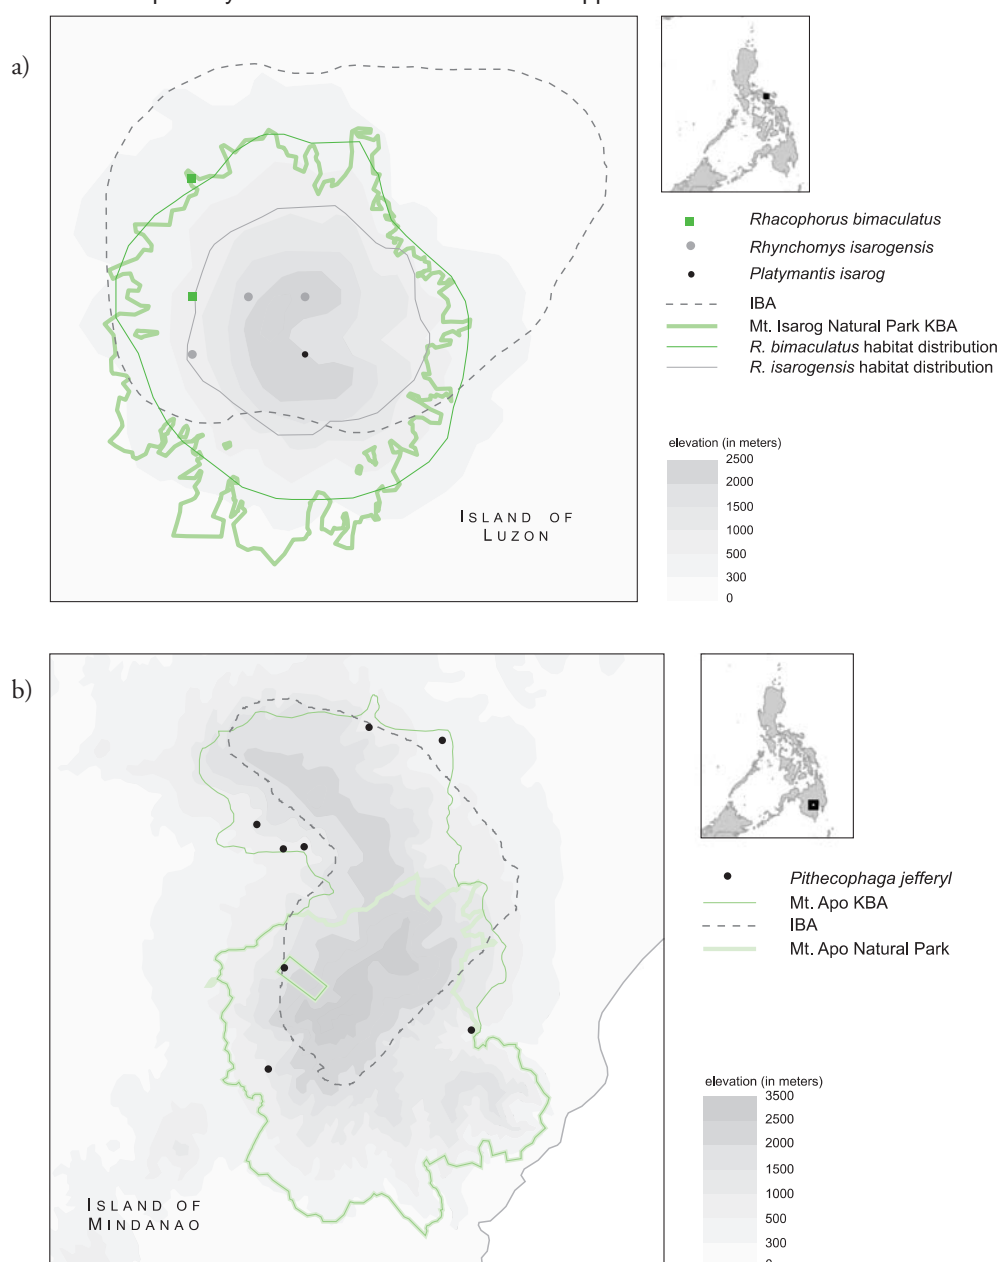 a)
Rhacophorus bimaculatus
Rhynchomys isarogensis
Platymantis isarog
IBA
Mt. Isarog Natural Park KBA
R. bimaculatus habitat distribution
R. isarogensis habitat distribution
elevation (in meters)
2500
2000
1500
1000
500
300
0
ISLAND OF
LUZON
b)
Pithecophaga jefferyl
Mt. Apo KBA
IBA
Mt. Apo Natural Park
elevation (in meters)
3500
2500
2000
1500
1000
500
300
ISLAND OF
MINDANAO